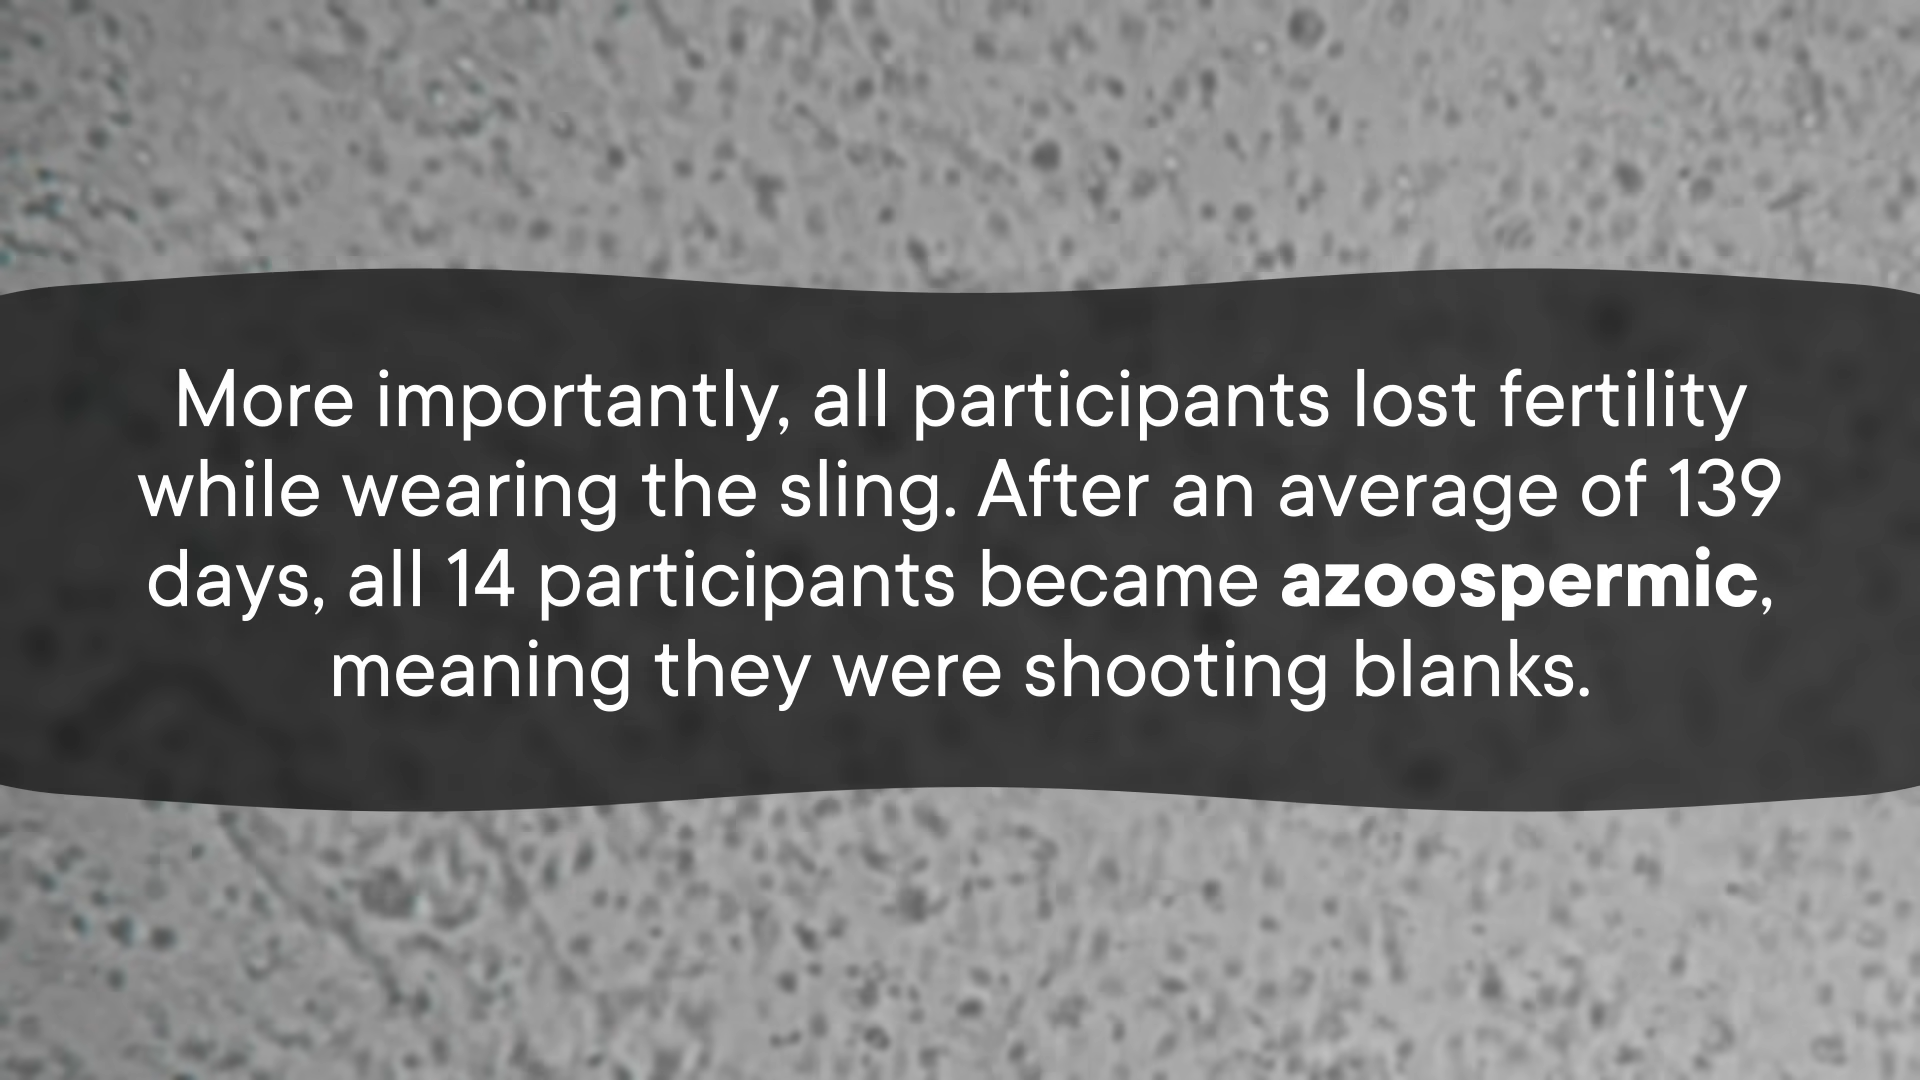 More importantly, all participants lost fertility
while wearing the sling. After an average of 139
days, all 14 participants became azoospermic,
meaning they were shooting blanks.